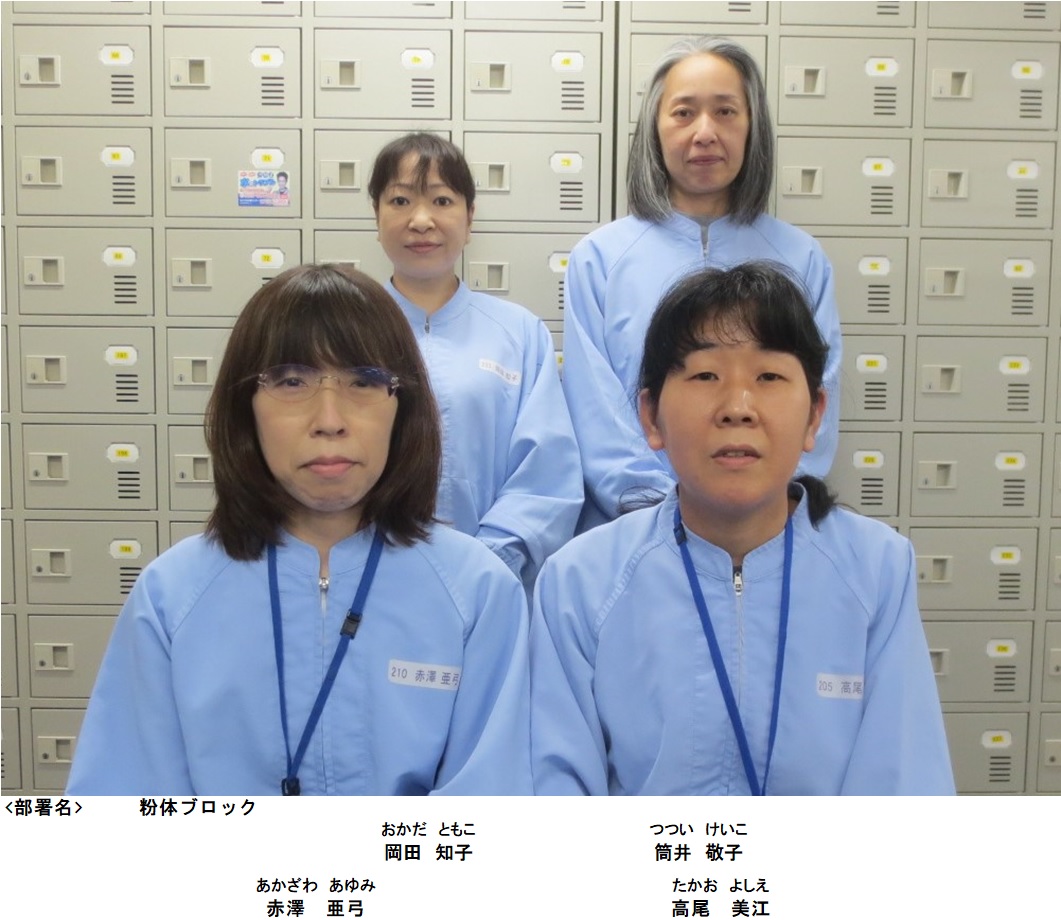 210 赤澤 亜弓
205 高尾
<部署名> 粉体ブロック
おかだ ともこ つつい けいこ
岡田 知子 筒井 敬子
あかざわ あゆみ たかお よしえ
赤澤 亜弓 高尾 美江